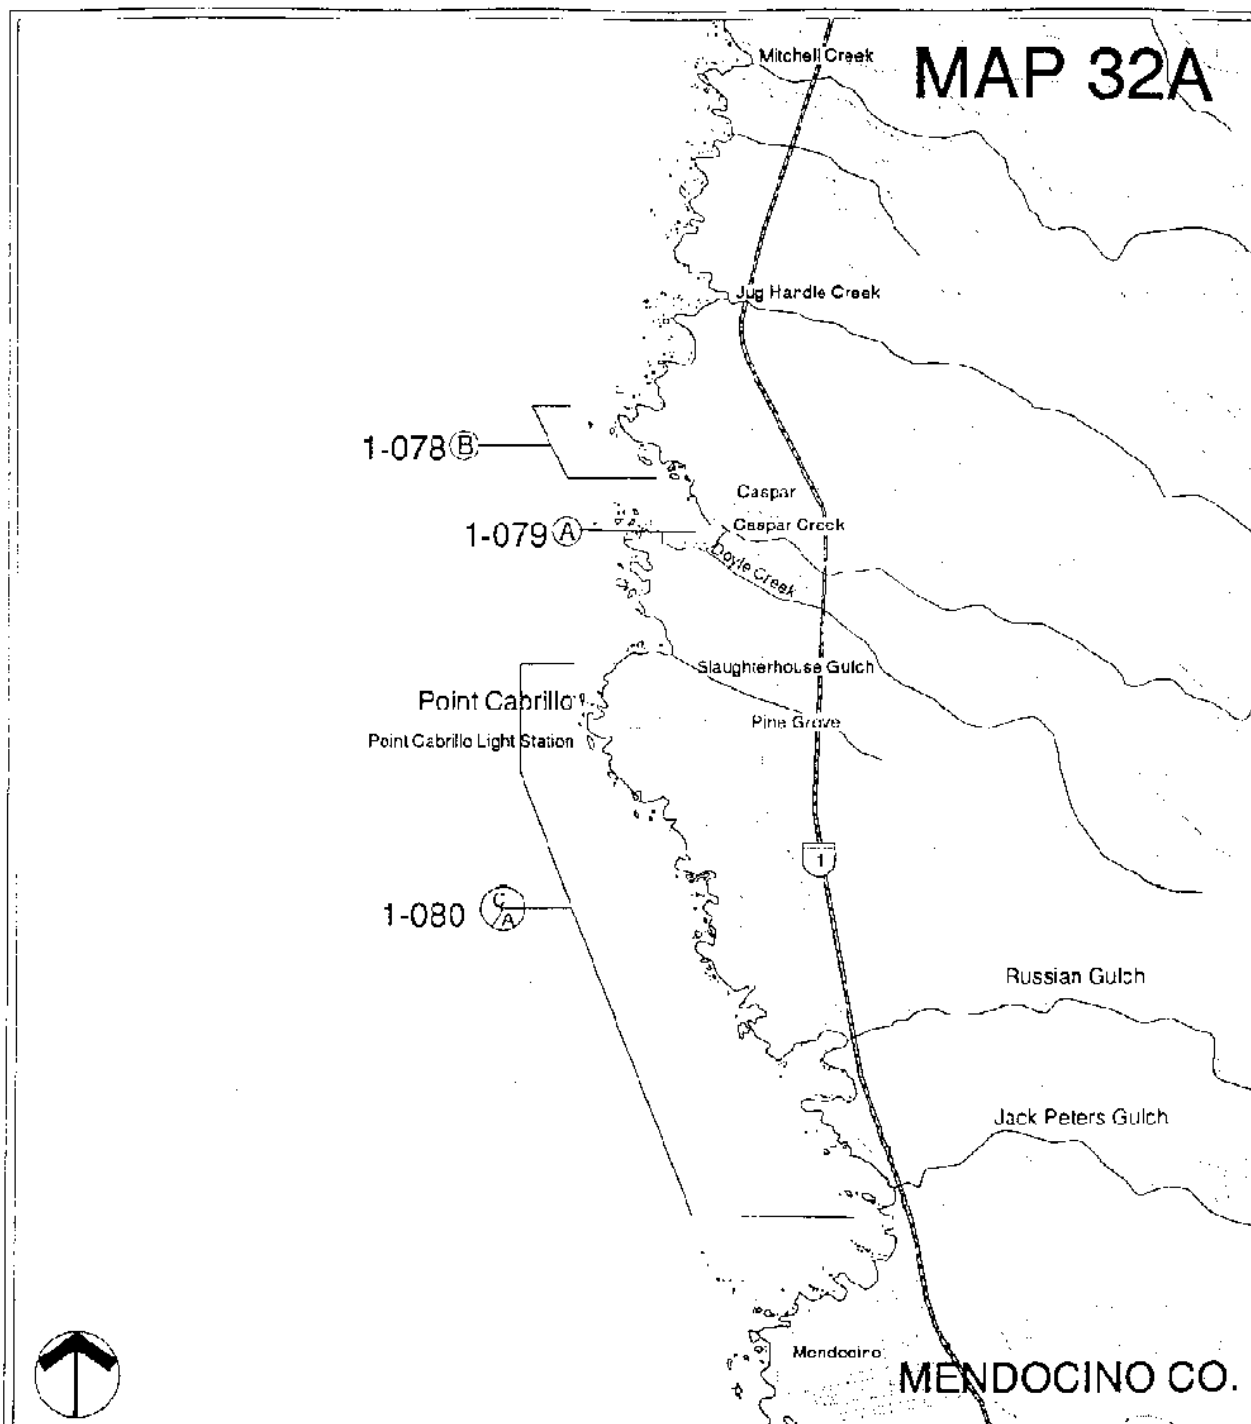 MAP 32A
Mitchell Creek
Jug Handle Creek
1-078 B
Caspar
1-079 A
Caspar Creek
Doyle Creek
Slaughterhouse Gulch
Point Cabrillo
Pine Grove
Point Cabrillo Light Station
1
1-080 C A
Russian Gulch
Jack Peters Gulch
Mendocino
MENDOCINO CO.